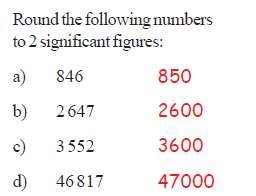 Round the following numbers
to 2 significant figures:
a) 846 850
b) 2 647 2600
c) 3 552 3600
d) 46 817 47000